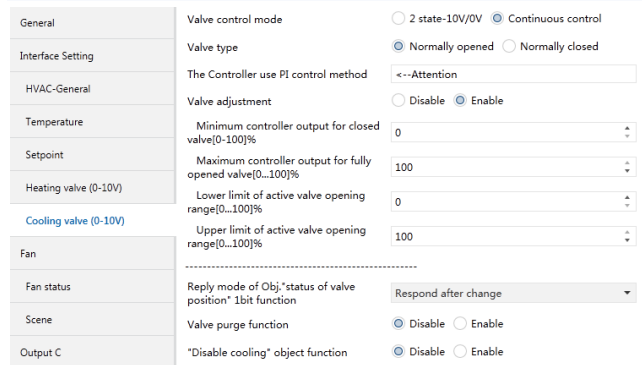 General
Interface Setting
HVAC-General
Temperature
Setpoint
Heating valve (0-10V)
Cooling valve (0-10V)
Fan
Fan status
Scene
Output C
Valve control mode
2 state-10V/0V Continuous control
Valve type
Normally opened Normally closed
The Controller use PI control method
<--Attention
Valve adjustment
Disable Enable
Minimum controller output for closed
valve[0-100]%
0
Maximum controller output for fully
opened valve[0...100]%
100
Lower limit of active valve opening
range[0...100]%
0
Upper limit of active valve opening
range[0...100]%
100
--------------------------------------------------------
Reply mode of Obj."status of valve
position" 1bit function
Respond after change
Valve purge function
Disable Enable
"Disable cooling" object function
Disable Enable